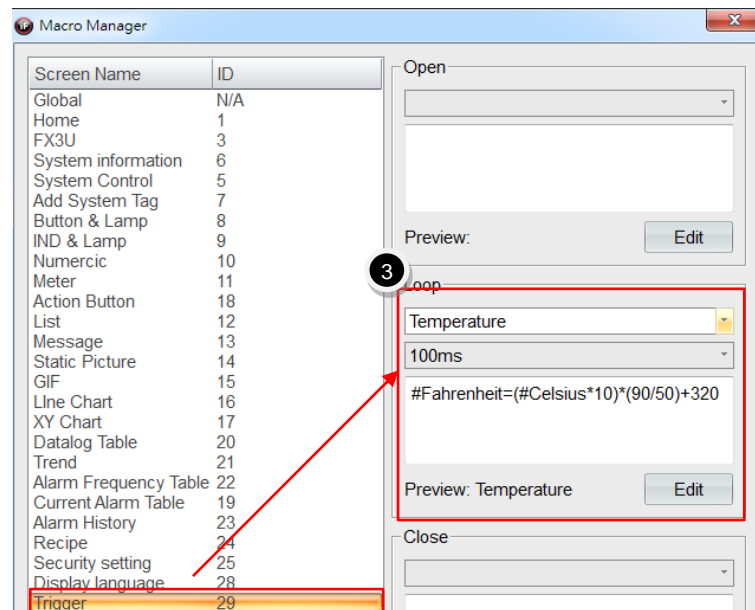 Macro Manager
Screen Name ID
Global N/A
Home 1
FX3U 3
System information 6
System Control 5
Add System Tag 7
Button & Lamp 8
IND & Lamp 9
Numercic 10
Meter 11
Action Button 18
List 12
Message 13
Static Picture 14
GIF 15
LIne Chart 16
XY Chart 17
Datalog Table 20
Trend 21
Alarm Frequency Table 22
Current Alarm Table 19
Alarm History 23
Recipe 24
Security setting 25
Display language 28
Trigger 29
Open
Preview: Edit
3
Loop
Temperature
100ms
#Fahrenheit=(#Celsius*10)*(90/50)+320
Preview: Temperature Edit
Close